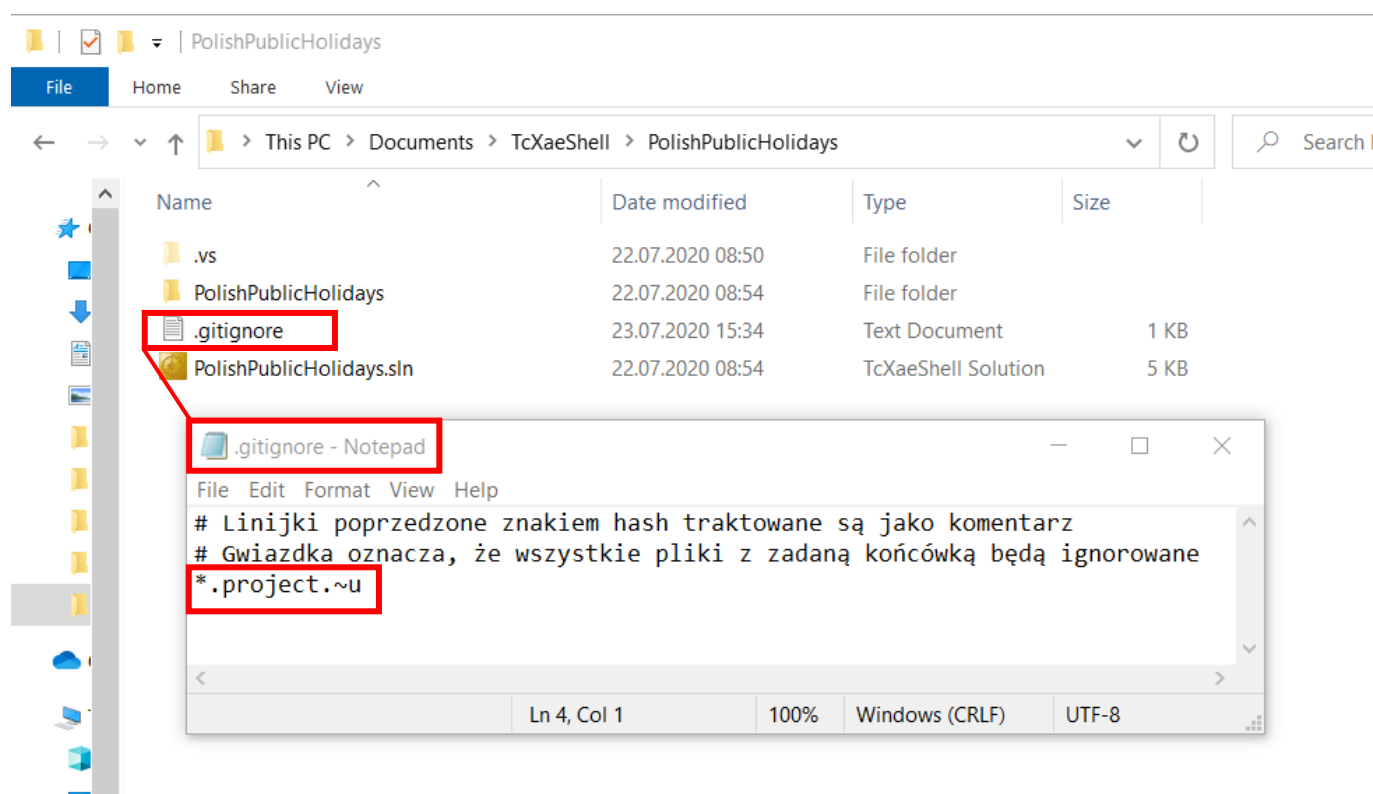 PolishPublicHolidays
File Home Share View
This PC > Documents > TcXaeShell > PolishPublicHolidays
Search
Name Date modified Type Size
.vs 22.07.2020 08:50 File folder
PolishPublicHolidays 22.07.2020 08:54 File folder
.gitignore 23.07.2020 15:34 Text Document 1 KB
PolishPublicHolidays.sln 22.07.2020 08:54 TcXaeShell Solution 5 KB
.gitignore - Notepad
File Edit Format View Help
# Linijki poprzedzone znakiem hash traktowane są jako komentarz
# Gwiazdka oznacza, że wszystkie pliki z zadaną końcówką będą ignorowane
*.project.~u
Ln 4, Col 1 100% Windows (CRLF) UTF-8